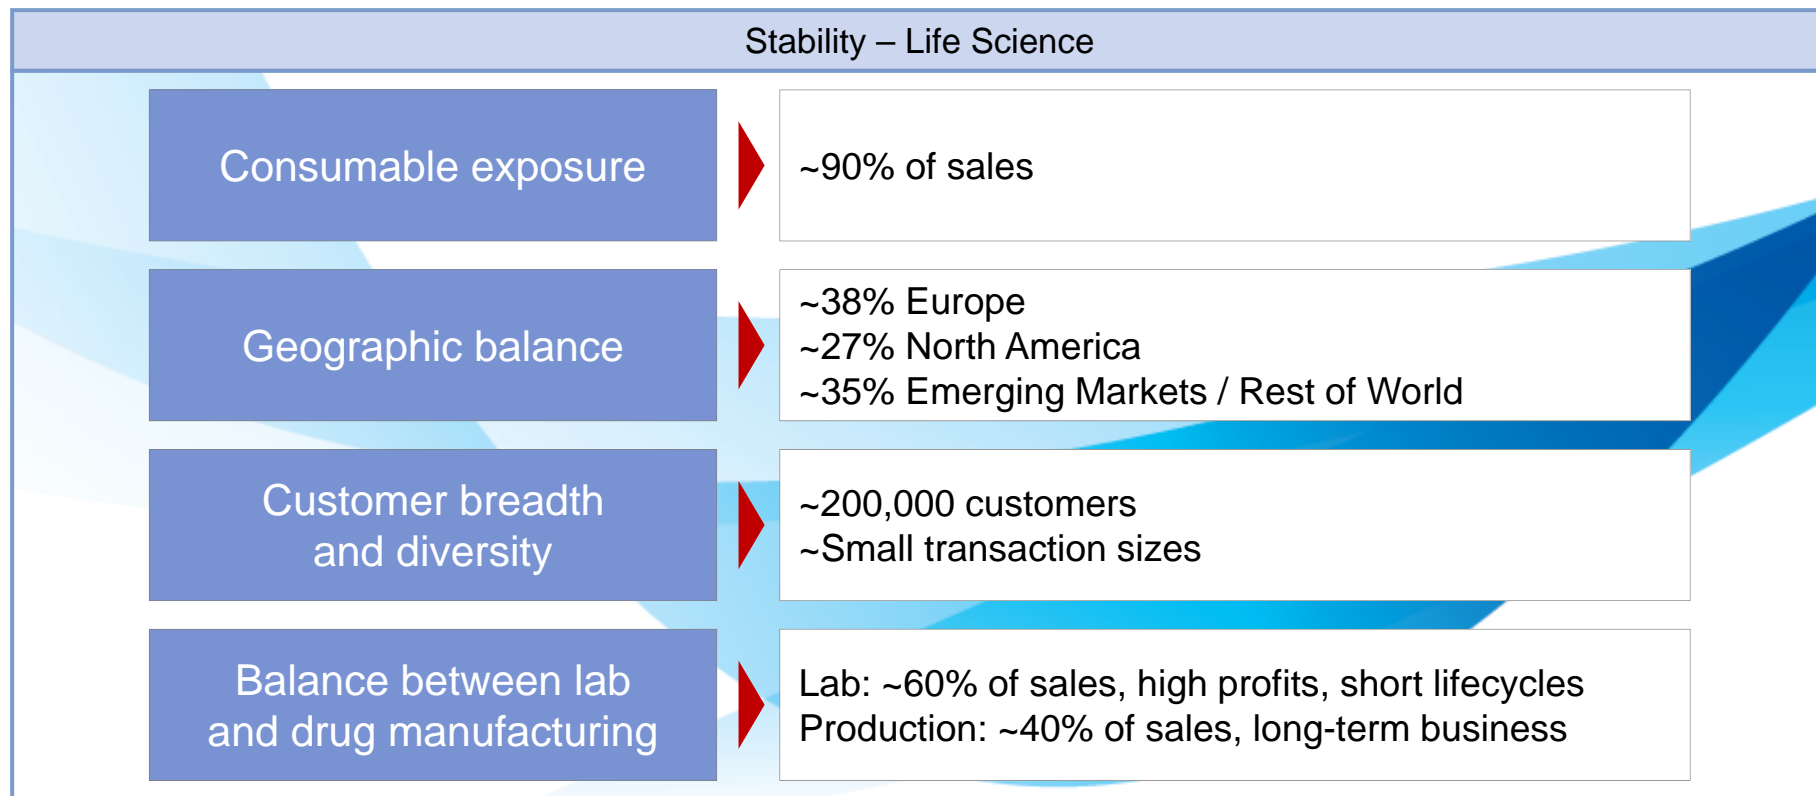 Stability – Life Science
Consumable exposure
~90% of sales
Geographic balance
~38% Europe
~27% North America
~35% Emerging Markets / Rest of World
Customer breadth
and diversity
~200,000 customers
~Small transaction sizes
Balance between lab
and drug manufacturing
Lab: ~60% of sales, high profits, short lifecycles
Production: ~40% of sales, long-term business